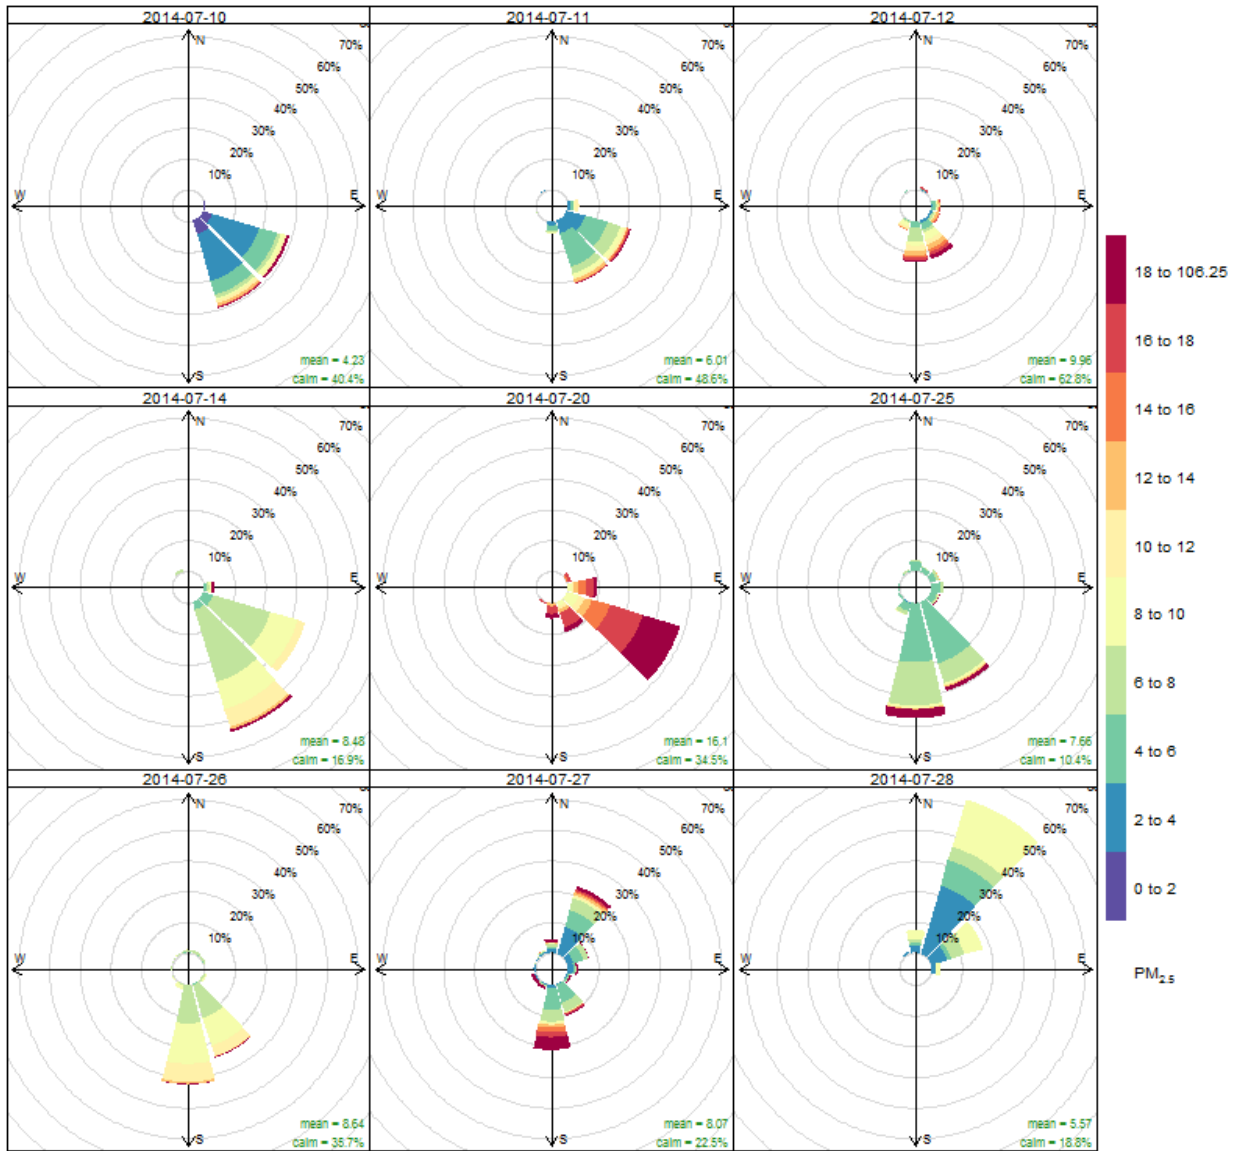 2014-07-10
N
70%
60%
50%
40%
30%
20%
10%
W
E
S
mean = 4.23
calm = 40.4%
2014-07-11
N
70%
60%
50%
40%
30%
20%
10%
W
E
S
mean = 6.01
calm = 48.6%
2014-07-12
N
70%
60%
50%
40%
30%
20%
10%
W
E
S
mean = 9.96
calm = 62.8%
2014-07-14
N
70%
60%
50%
40%
30%
20%
10%
W
E
S
mean = 8.48
calm = 16.9%
2014-07-20
N
70%
60%
50%
40%
30%
20%
10%
W
E
S
mean = 16.1
calm = 34.5%
2014-07-25
N
70%
60%
50%
40%
30%
20%
10%
W
E
S
mean = 7.66
calm = 10.4%
2014-07-26
N
70%
60%
50%
40%
30%
20%
10%
W
E
S
mean = 8.64
2014-07-27
N
70%
60%
50%
40%
30%
20%
10%
W
E
S
mean = 8.07
calm = 22.5%
2014-07-28
N
70%
60%
50%
40%
30%
20%
10%
W
E
S
mean = 5.57
calm = 18.8%
18 to 106.25
16 to 18
14 to 16
12 to 14
10 to 12
8 to 10
6 to 8
4 to 6
2 to 4
0 to 2
PM2.5